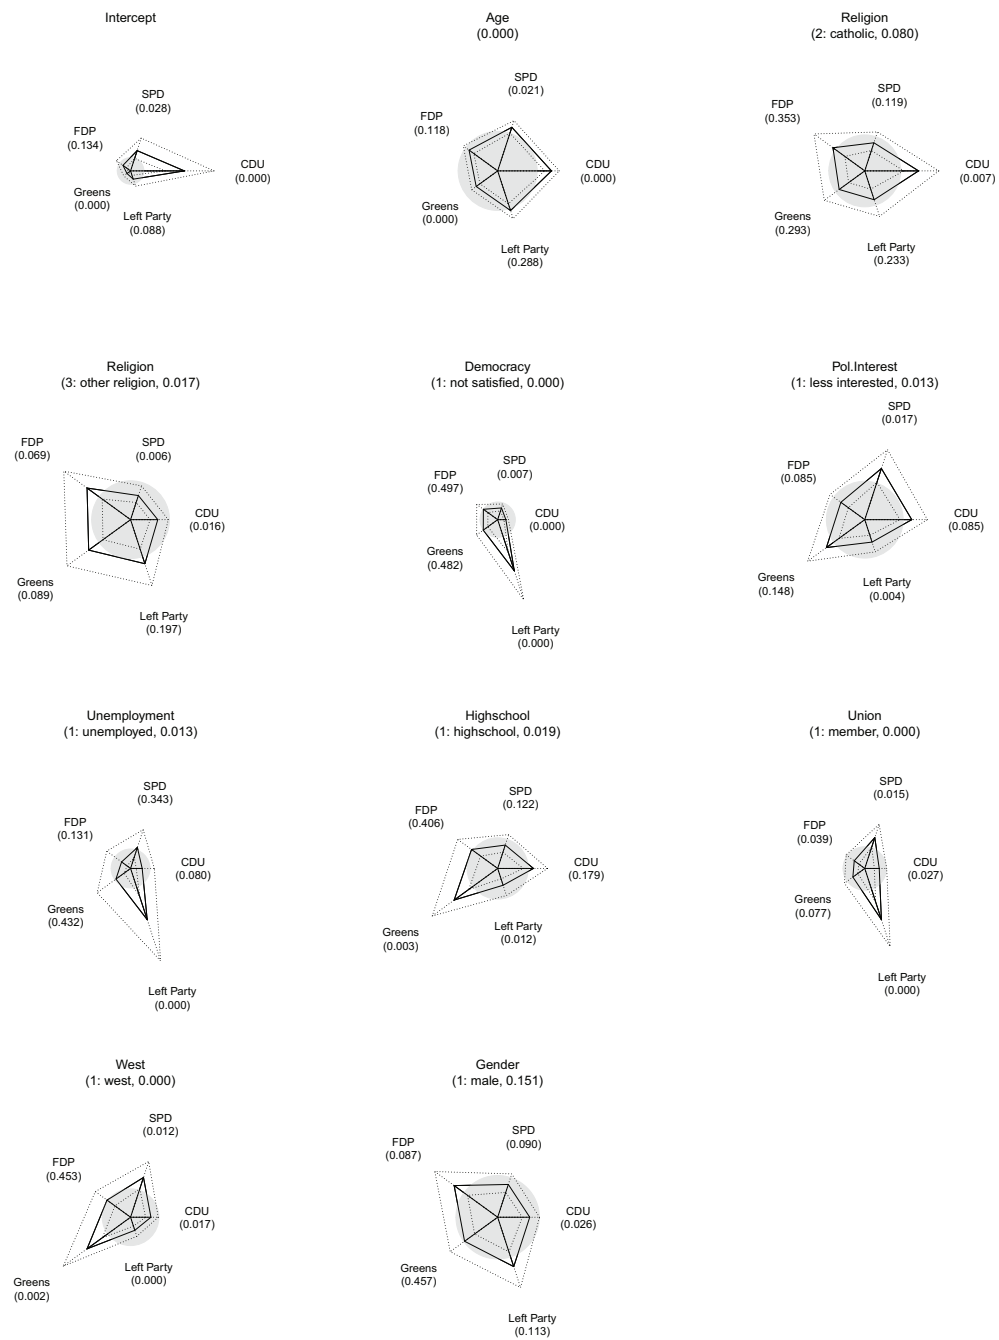 Intercept
SPD
(0.028)
FDP
(0.134)
CDU
(0.000)
Greens
(0.000)
Left Party
(0.088)
Age
(0.000)
SPD
(0.021)
FDP
(0.118)
CDU
(0.000)
Greens
(0.000)
Left Party
(0.288)
Religion
(2: catholic, 0.080)
SPD
(0.119)
FDP
(0.353)
CDU
(0.007)
Greens
(0.293)
Left Party
(0.233)
Religion
(3: other religion, 0.017)
FDP
(0.069)
SPD
(0.006)
CDU
(0.016)
Greens
(0.089)
Left Party
(0.197)
Democracy
(1: not satisfied, 0.000)
SPD
(0.007)
FDP
(0.497)
CDU
(0.000)
Greens
(0.482)
Left Party
(0.000)
Pol.Interest
(1: less interested, 0.013)
SPD
(0.017)
FDP
(0.085)
CDU
(0.085)
Greens
(0.148)
Left Party
(0.004)
Unemployment
(1: unemployed, 0.013)
SPD
(0.343)
FDP
(0.131)
CDU
(0.080)
Greens
(0.432)
Left Party
(0.000)
Highschool
(1: highschool, 0.019)
SPD
(0.122)
FDP
(0.406)
CDU
(0.179)
Greens
(0.003)
Left Party
(0.012)
Union
(1: member, 0.000)
SPD
(0.015)
FDP
(0.039)
CDU
(0.027)
Greens
(0.077)
Left Party
(0.000)
West
(1: west, 0.000)
SPD
(0.012)
FDP
(0.453)
CDU
(0.017)
Greens
(0.002)
Left Party
(0.000)
Gender
(1: male, 0.151)
SPD
(0.090)
FDP
(0.087)
CDU
(0.026)
Greens
(0.457)
Left Party
(0.113)